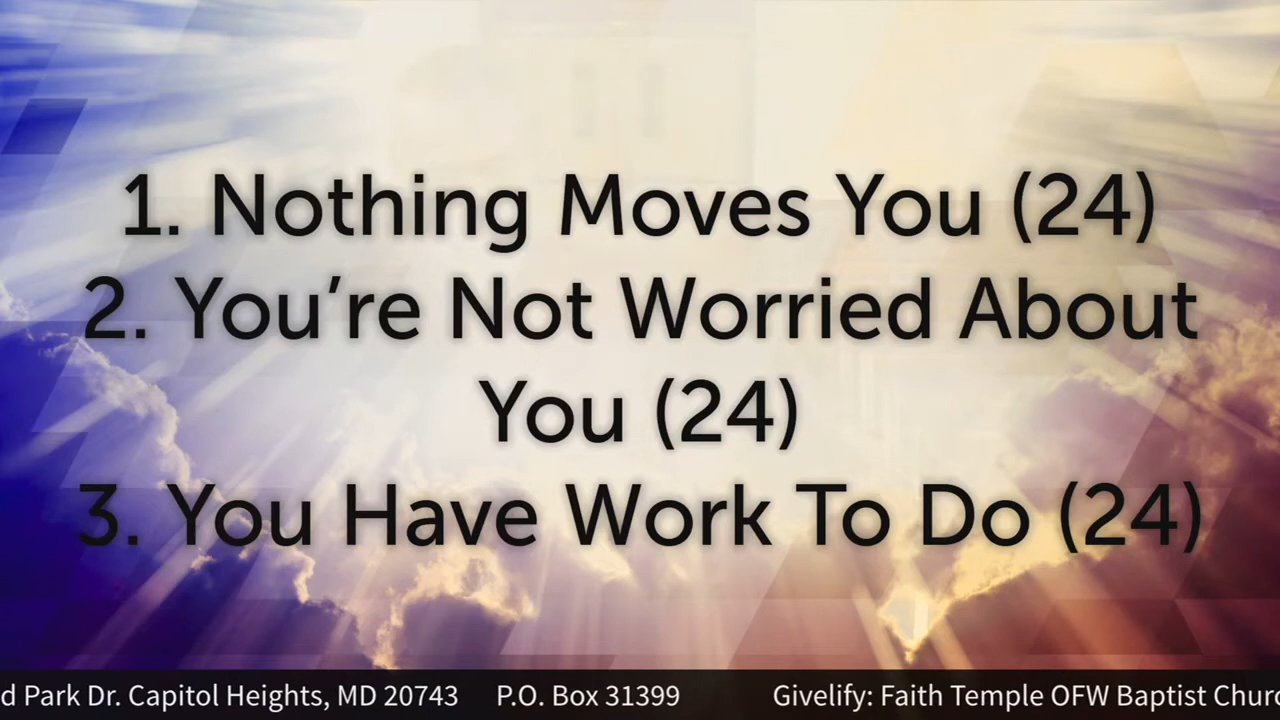 1. Nothing Moves You (24)
2. You’re Not Worried About
You (24)
3. You Have Work To Do (24)
Park Dr. Capitol Heights, MD 20743 P.O. Box 31399 Givelify: Faith Temple OFW Baptist